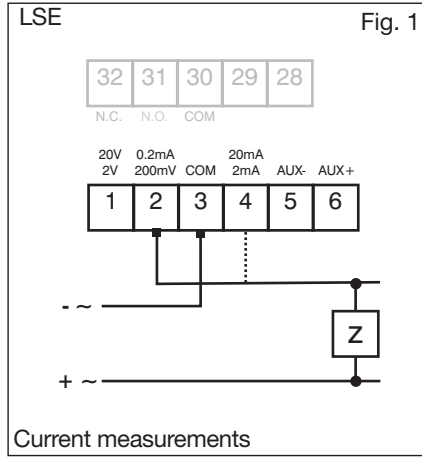 LSE Fig. 1
32 31 30 29 28
N.C. N.O. COM
20V 0.2mA 20mA
2V 200mV COM 2mA AUX- AUX+
1 2 3 4 5 6
- ~
Z
+ ~
Current measurements